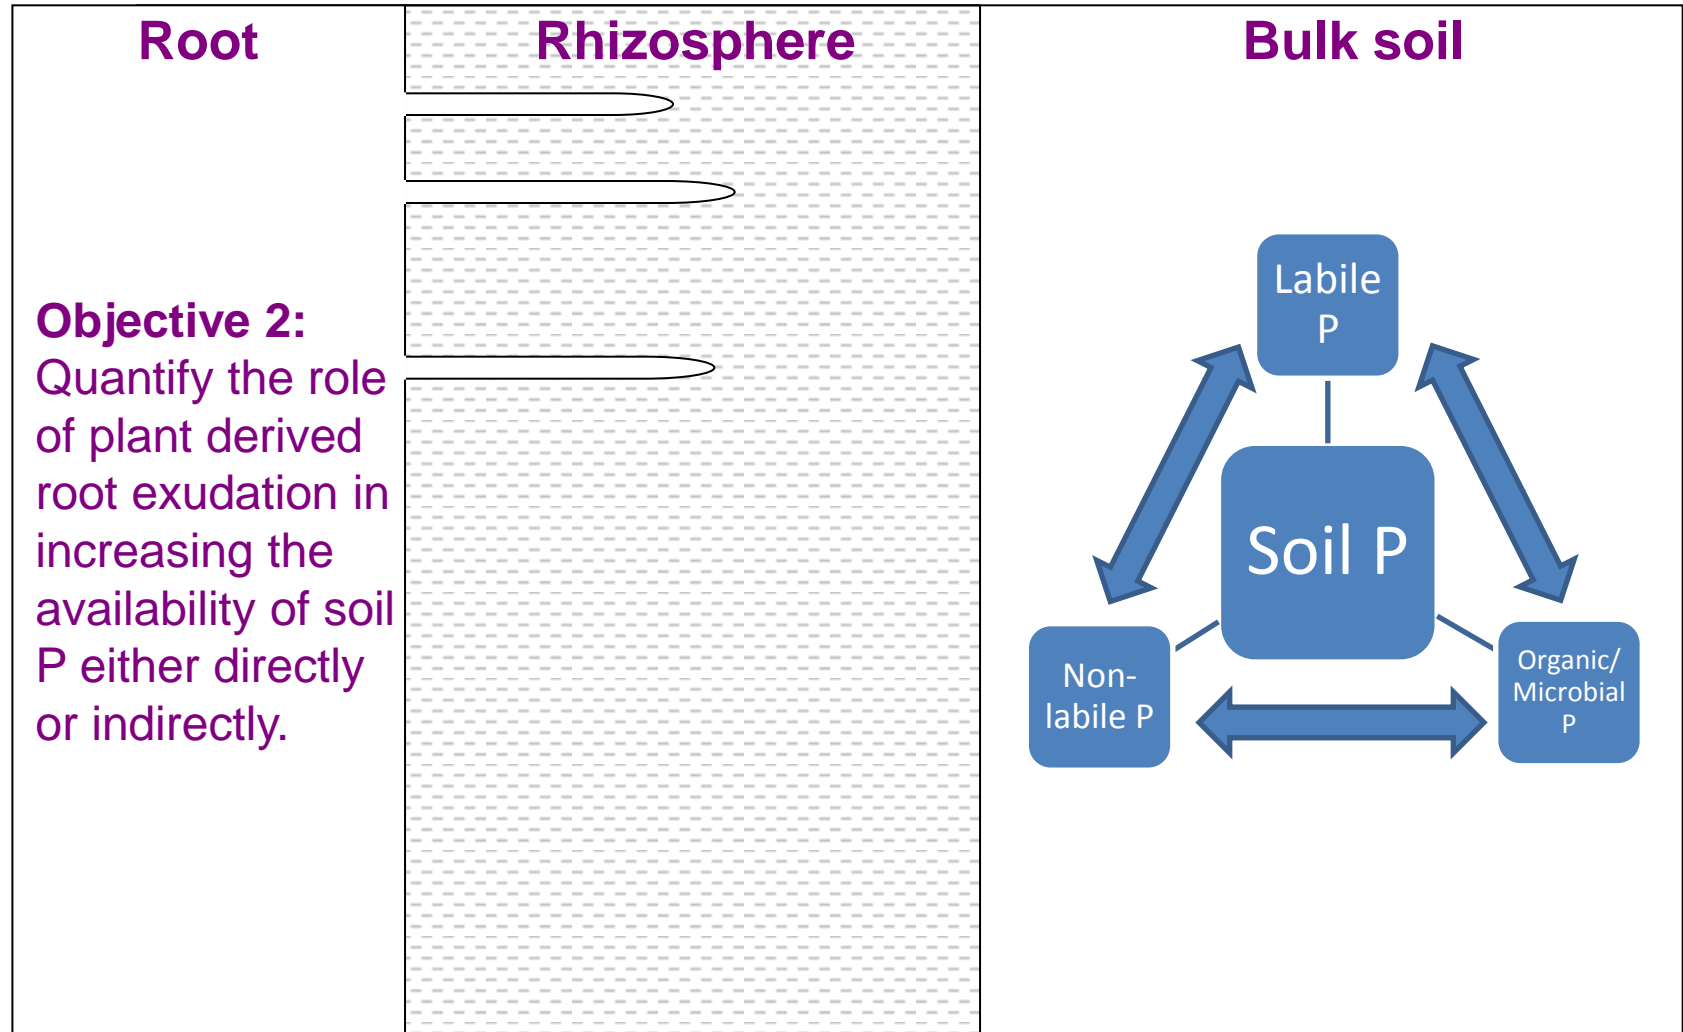 Root
Rhizosphere
Bulk soil
Objective 2:
Quantify the role
of plant derived
root exudation in
increasing the
availability of soil
P either directly
or indirectly.
Labile
P
Soil P
Non-
labile P
Organic/
Microbial
P